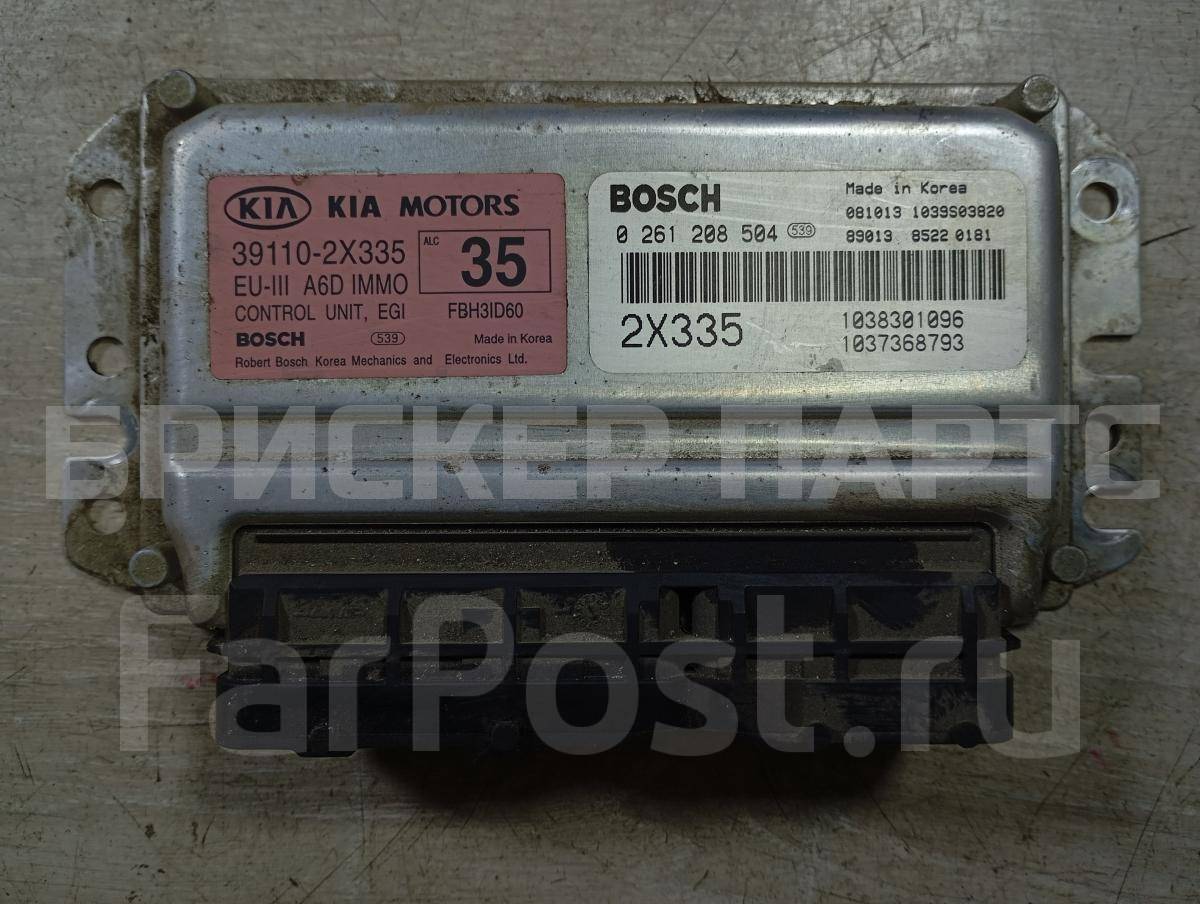 KIA KIA MOTORS
39110-2X335
ALC
35
EU-III A6D IMMO
CONTROL UNIT, EGI
FBH3ID60
BOSCH 539 Made in Korea
Robert Bosch Korea Mechanics and Electronics Ltd.
BOSCH
Made in Korea
0 261 208 504 539
081013 1039S03820
89013 8522 0181
2X335
1038301096
1037368793
БРИСКЕР ПАРТС
FarPost.ru